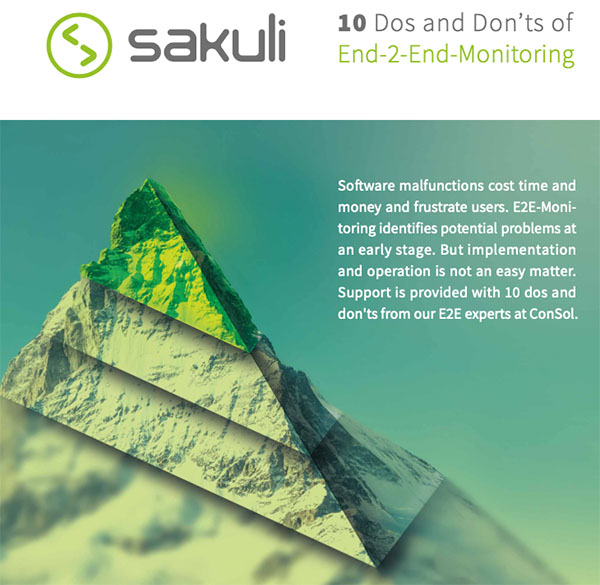 sakuli
10 Dos and Don'ts of
End-2-End-Monitoring
Software malfunctions cost time and
money and frustrate users. E2E-Moni-
toring identifies potential problems at
an early stage. But implementation
and operation is not an easy matter.
Support is provided with 10 dos and
don'ts from our E2E experts at ConSol.